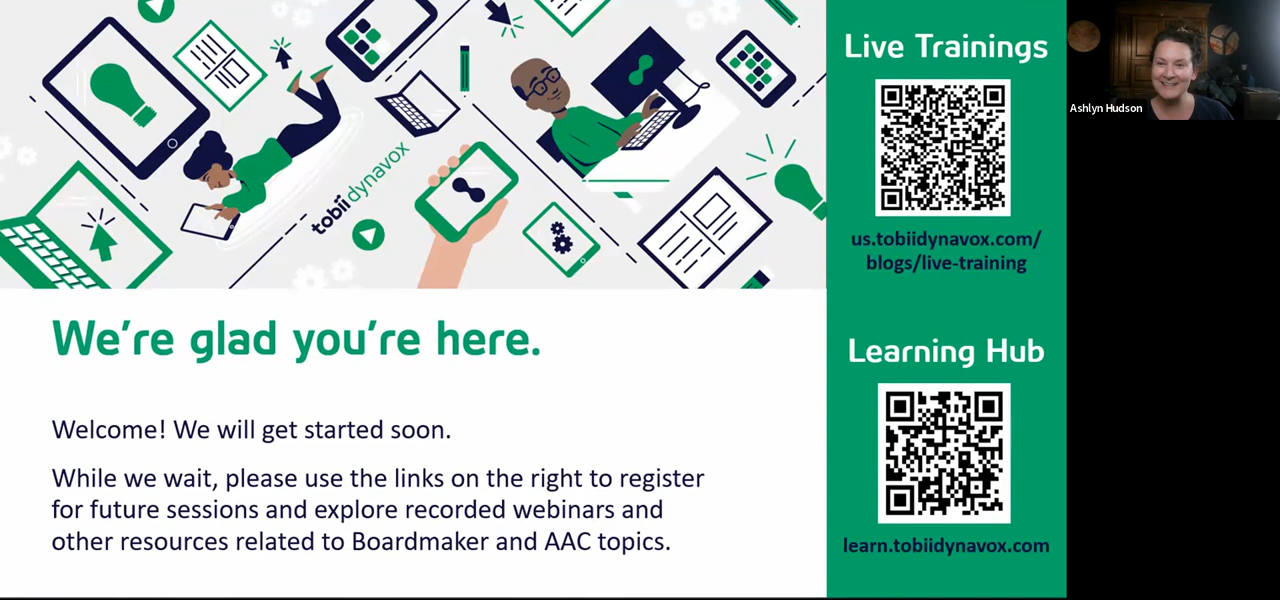 tobii dynavox
We're glad you're here.
Welcome! We will get started soon.
While we wait, please use the links on the right to register
for future sessions and explore recorded webinars and
other resources related to Boardmaker and AAC topics.
Live Trainings
us.tobiidynavox.com/
blogs/live-training
Learning Hub
learn.tobiidynavox.com
Ashlyn Hudson